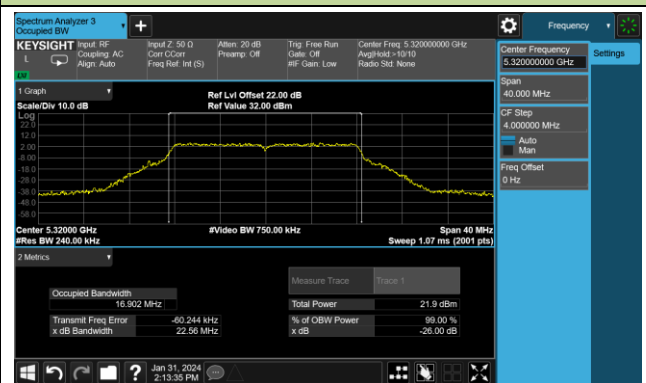 Spectrum Analyzer 3
Occupied BW
Frequency
KEYSIGHT
L
Input: RF
Coupling: AC
Align: Auto
Input Z: 50 Ω
Corr CCorr
Freq Ref: Int (S)
Atten: 20 dB
Preamp: Off
Trig: Free Run
Gate: Off
#IF Gain: Low
Center Freq: 5.320000000 GHz
Avg|Hold:>10/10
Radio Std: None
1 Graph
Scale/Div 10.0 dB
Ref Lvl Offset 22.00 dB
Ref Value 32.00 dBm
Log
22.0
12.0
2.00
-8.00
-18.0
-28.0
-38.0
-48.0
-58.0
Center 5.32000 GHz
#Res BW 240.00 kHz
#Video BW 750.00 kHz
Span 40 MHz
Sweep 1.07 ms (2001 pts)
2 Metrics
Measure Trace
Trace 1
Occupied Bandwidth
16.902 MHz
Total Power
21.9 dBm
Transmit Freq Error
-60.244 kHz
% of OBW Power
99.00 %
x dB Bandwidth
22.56 MHz
x dB
-26.00 dB
Jan 31, 2024
2:13:35 PM
Center Frequency
5.320000000 GHz
Settings
Span
40.000 MHz
CF Step
4.000000 MHz
Auto
Man
Freq Offset
0 Hz